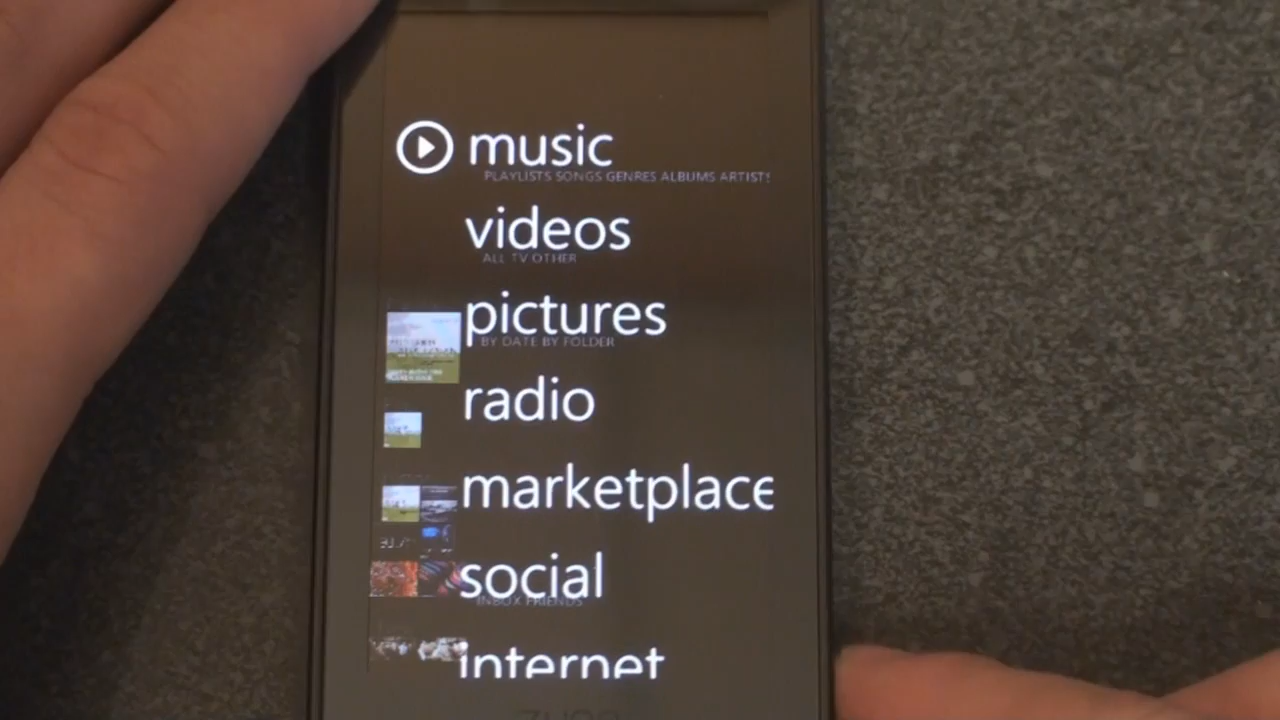 music
PLAYLISTS SONGS GENRES ALBUMS ARTISTS
videos
ALL TV OTHER
pictures
BY DATE BY FOLDER
radio
marketplace
social
INBOX FRIENDS
internet
zune